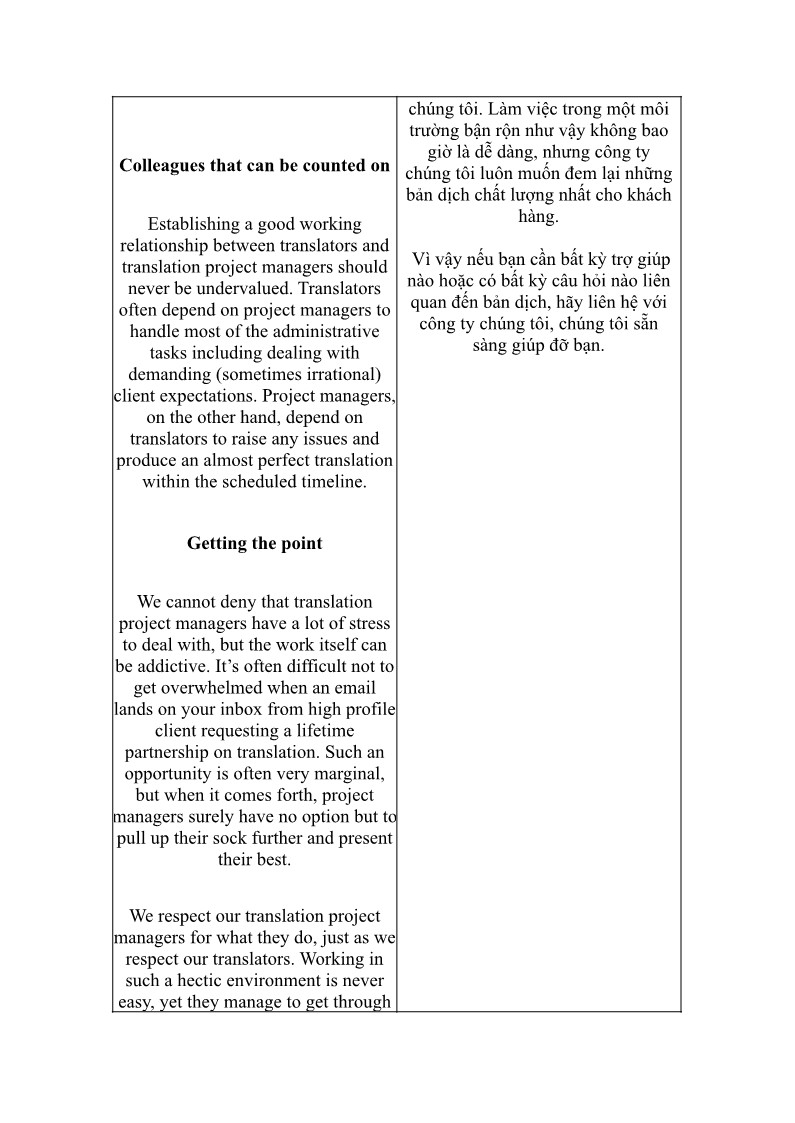 Colleagues that can be counted on
Establishing a good working
relationship between translators and
translation project managers should
never be undervalued. Translators
often depend on project managers to
handle most of the administrative
tasks including dealing with
demanding (sometimes irrational)
client expectations. Project managers,
on the other hand, depend on
translators to raise any issues and
produce an almost perfect translation
within the scheduled timeline.
Getting the point
We cannot deny that translation
project managers have a lot of stress
to deal with, but the work itself can
be addictive. It’s often difficult not to
get overwhelmed when an email
lands on your inbox from high profile
client requesting a lifetime
partnership on translation. Such an
opportunity is often very marginal,
but when it comes forth, project
managers surely have no option but to
pull up their sock further and present
their best.
We respect our translation project
managers for what they do, just as we
respect our translators. Working in
such a hectic environment is never
easy, yet they manage to get through
chúng tôi. Làm việc trong một môi
trường bận rộn như vậy không bao
giờ là dễ dàng, nhưng công ty
chúng tôi luôn muốn đem lại những
bản dịch chất lượng nhất cho khách
hàng.
Vì vậy nếu bạn cần bất kỳ trợ giúp
nào hoặc có bất kỳ câu hỏi nào liên
quan đến bản dịch, hãy liên hệ với
công ty chúng tôi, chúng tôi sẵn
sàng giúp đỡ bạn.